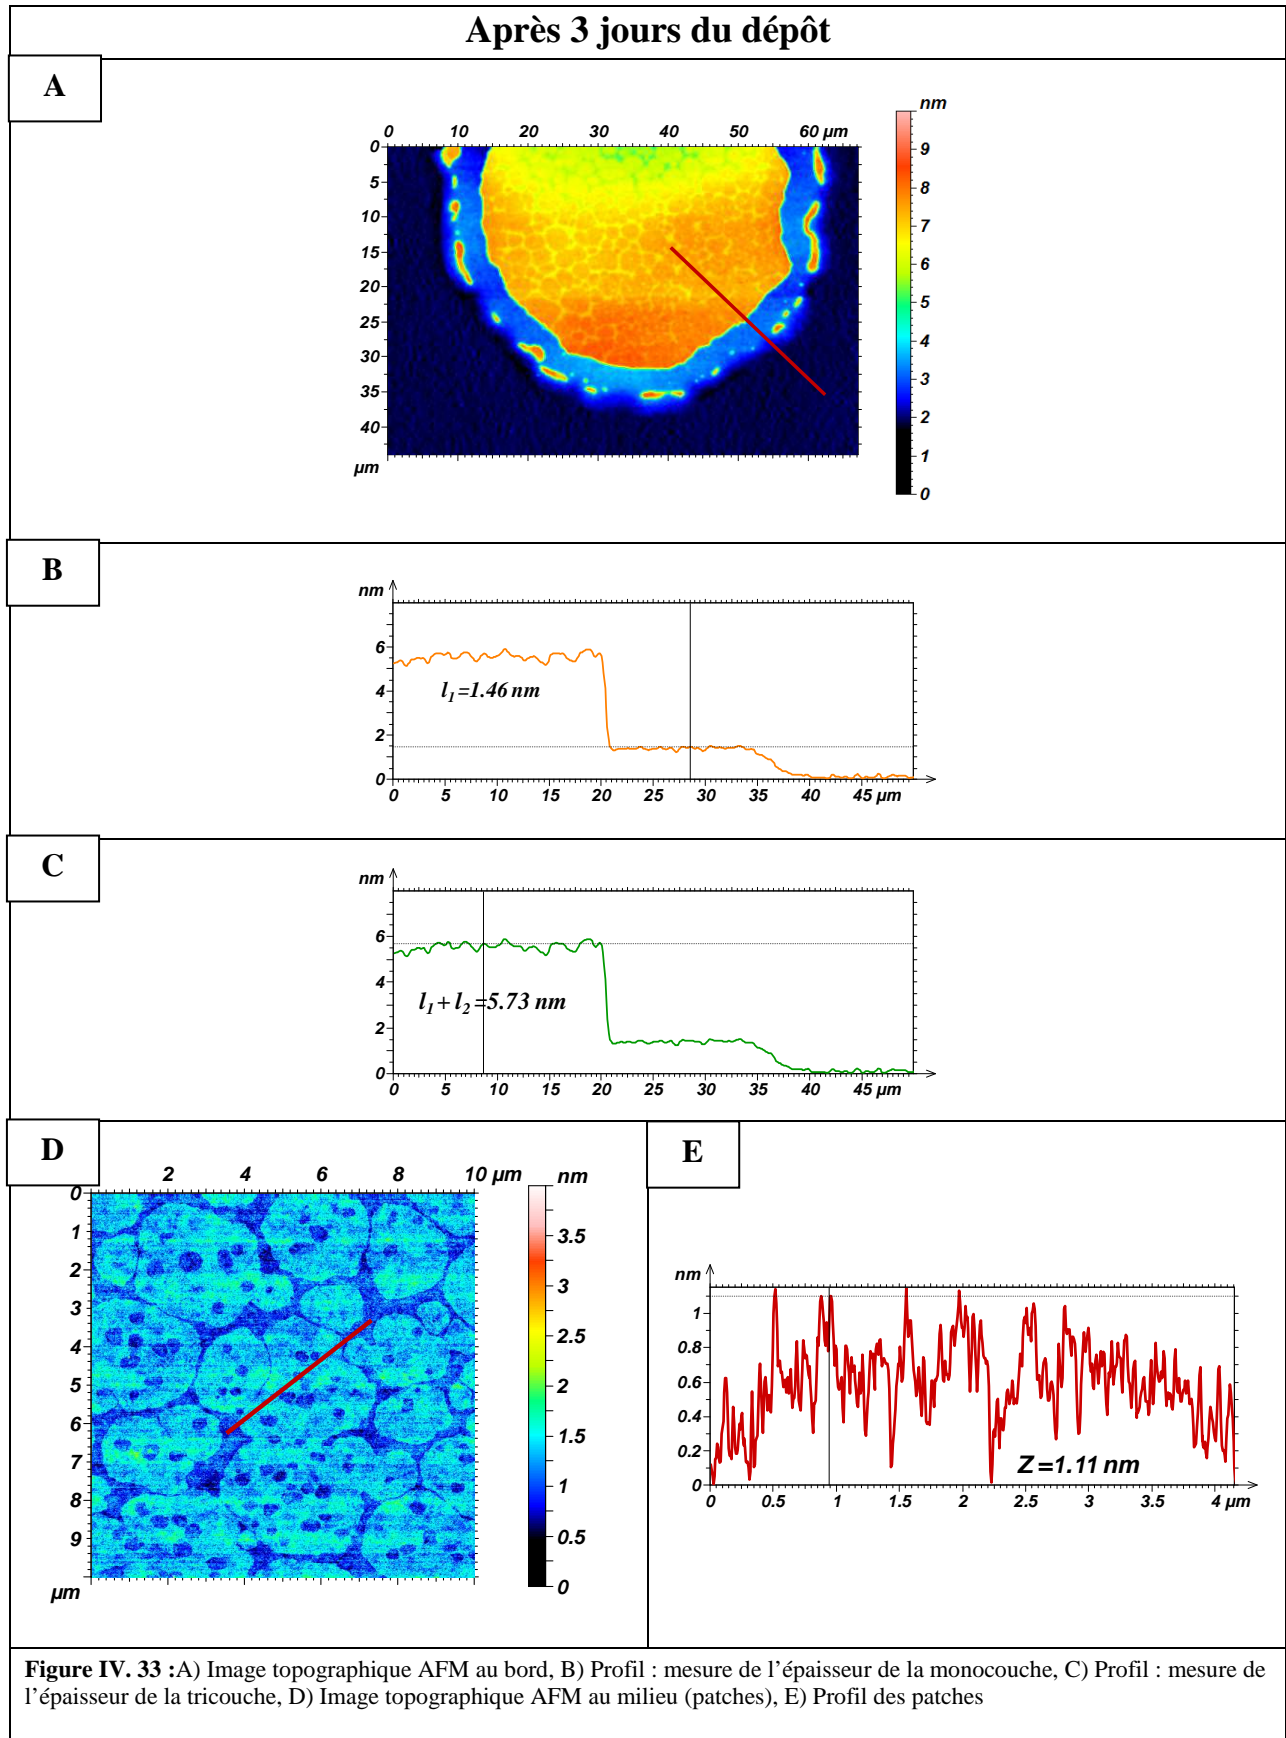 Après 3 jours du dépôt
A
0 10 20 30 40 50 60 µm
0
5
10
15
20
25
30
35
40
µm
nm
9
8
7
6
5
4
3
2
1
0
B
nm
6
4
2
0
l1=1.46 nm
0 5 10 15 20 25 30 35 40 45 µm
C
nm
6
4
2
0
l1+l2=5.73 nm
0 5 10 15 20 25 30 35 40 45 µm
D
2 4 6 8 10 µm
0
1
2
3
4
5
6
7
8
9
µm
nm
3.5
3
2.5
2
1.5
1
0.5
0
E
nm
1
0.8
0.6
0.4
0.2
0
Z=1.11 nm
0 0.5 1 1.5 2 2.5 3 3.5 4 µm
Figure IV. 33 :A) Image topographique AFM au bord, B) Profil : mesure de l’épaisseur de la monocouche, C) Profil : mesure de
l’épaisseur de la tricouche, D) Image topographique AFM au milieu (patches), E) Profil des patches